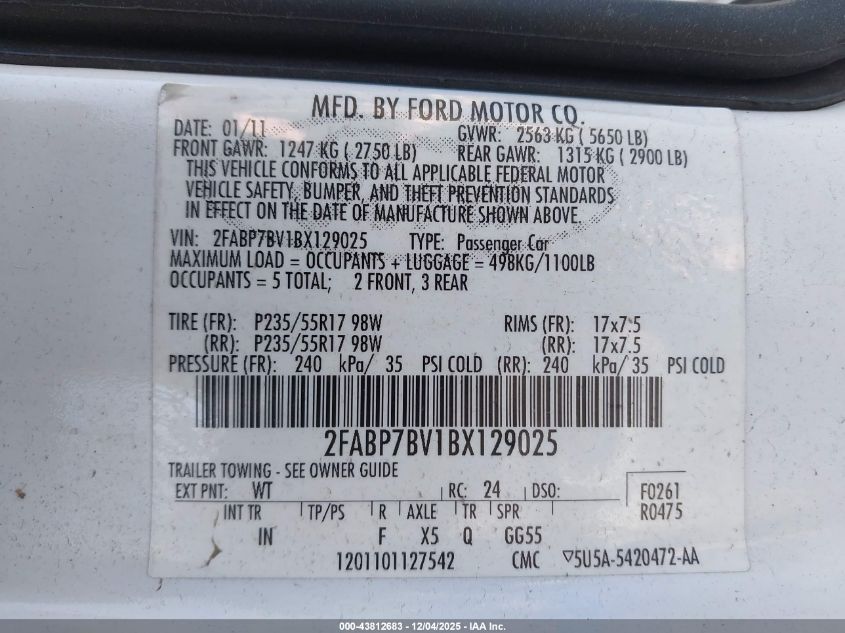 MFD. BY FORD MOTOR CO.
DATE: 01/11 GVWR: 2563 KG ( 5650 LB)
FRONT GAWR: 1247 KG ( 2750 LB) REAR GAWR: 1315 KG ( 2900 LB)
THIS VEHICLE CONFORMS TO ALL APPLICABLE FEDERAL MOTOR
VEHICLE SAFETY, BUMPER, AND THEFT PREVENTION STANDARDS
IN EFFECT ON THE DATE OF MANUFACTURE SHOWN ABOVE.
VIN: 2FABP7BV1BX129025 TYPE: Passenger Car
MAXIMUM LOAD = OCCUPANTS + LUGGAGE = 498KG/1100LB
OCCUPANTS = 5 TOTAL; 2 FRONT, 3 REAR
TIRE (FR): P235/55R17 98W RIMS (FR): 17x7.5
(RR): P235/55R17 98W (RR): 17x7.5
PRESSURE (FR): 240 kPa/ 35 PSI COLD (RR): 240 kPa/ 35 PSI COLD
2FABP7BV1BX129025
TRAILER TOWING - SEE OWNER GUIDE
EXT PNT: WT RC: 24 DSO: F0261
INT TR TP/PS R AXLE TR SPR R0475
IN F X5 Q GG55
1201101127542 CMC ▽5U5A-5420472-AA
000-43812683 - 12/04/2025 - IAA Inc.